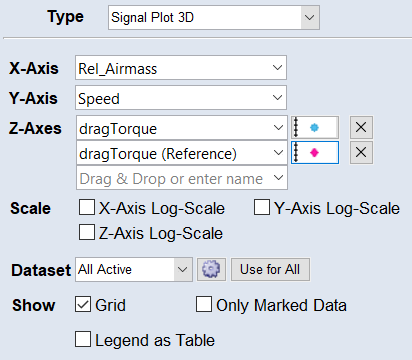 Type Signal Plot 3D
X-Axis Rel_Airmass
Y-Axis Speed
Z-Axes dragTorque
dragTorque (Reference)
Drag & Drop or enter name
Scale X-Axis Log-Scale Y-Axis Log-Scale
Z-Axis Log-Scale
Dataset All Active Use for All
Show Grid Only Marked Data
Legend as Table